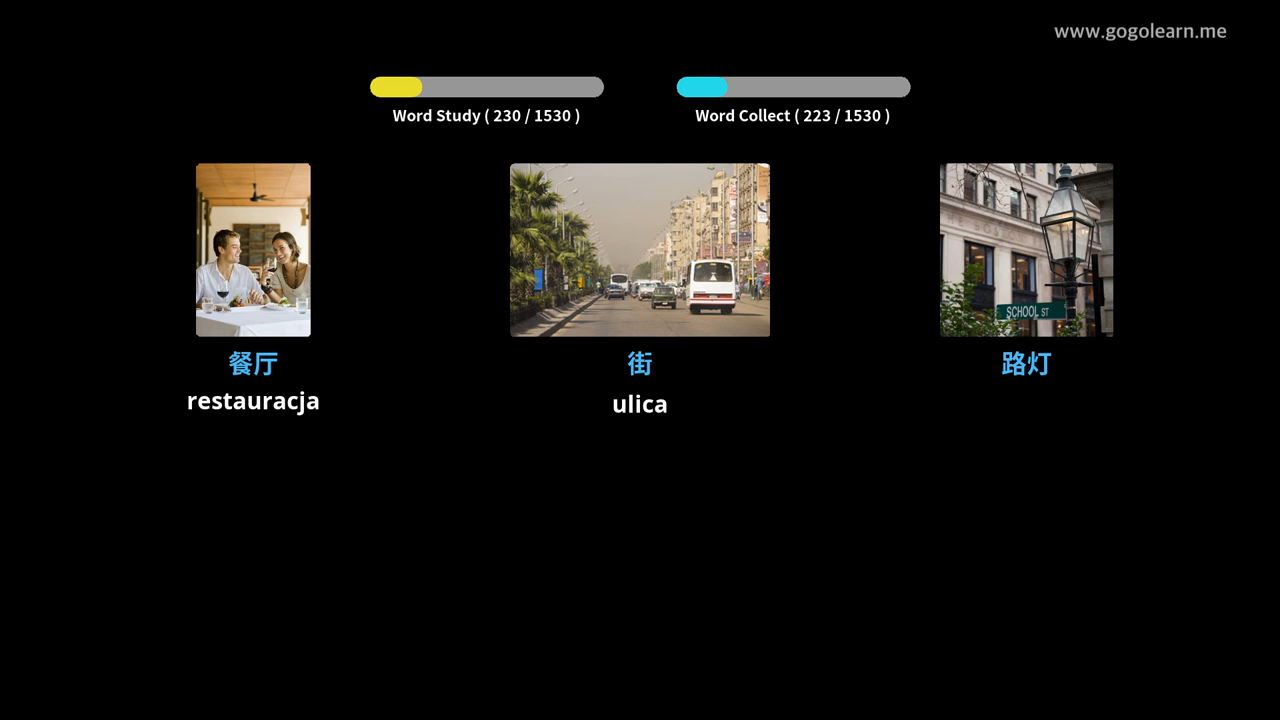 www.gogolearn.me
Word Study ( 230 / 1530 )
Word Collect ( 223 / 1530 )
SCHOOL ST
餐厅
街
路灯
restauracja
ulica